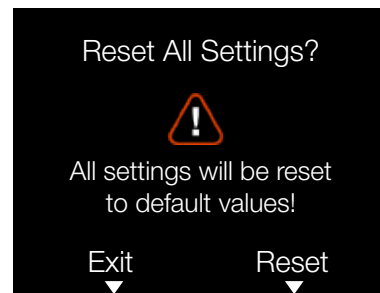 Reset All Settings?
!
All settings will be reset
to default values!
Exit Reset